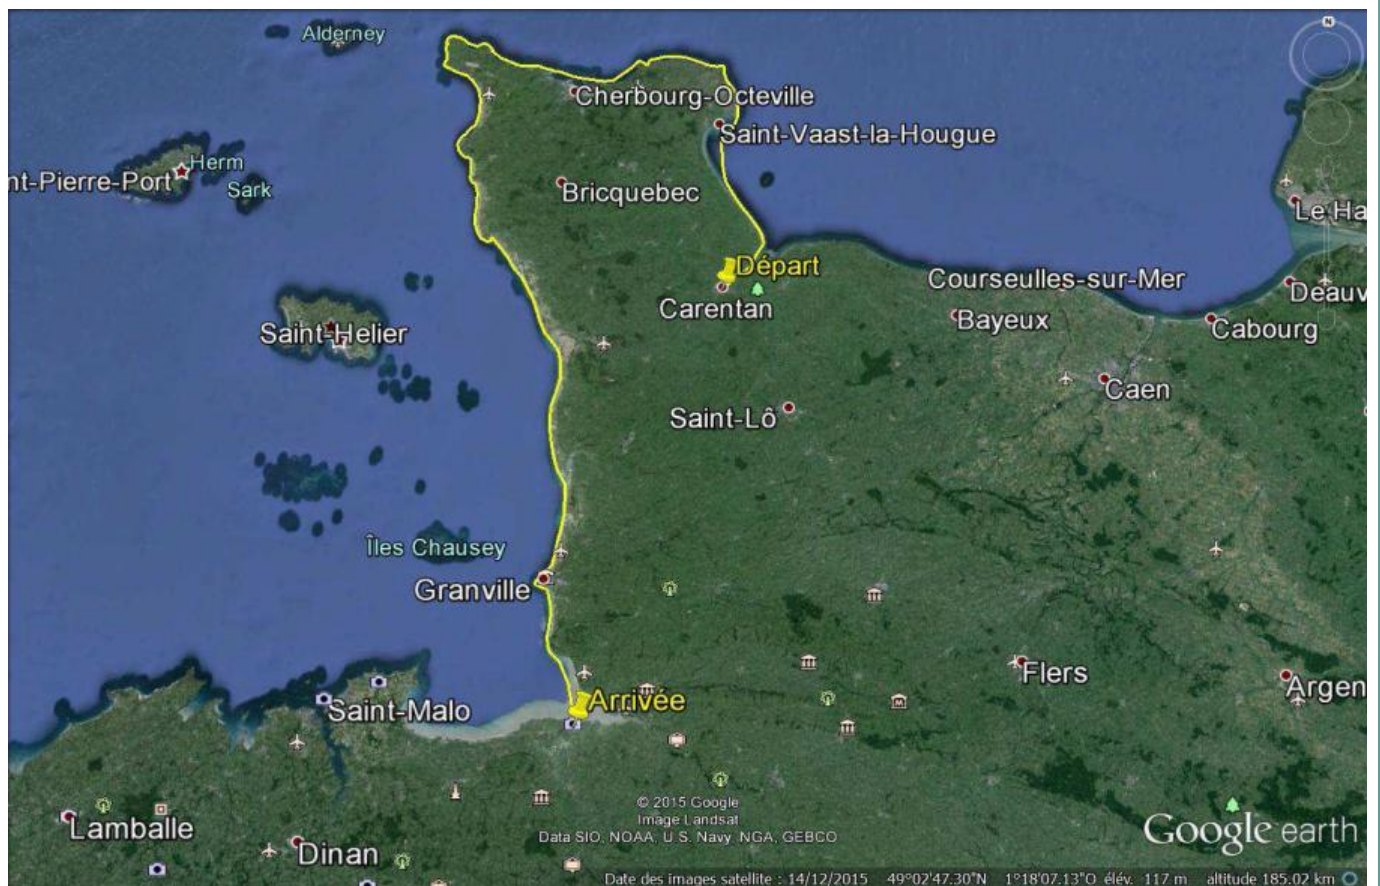 N
Alderney
Cherbourg-Octeville
Saint-Vaast-la-Hougue
Herm
nt-Pierre-Port
Sark
Bricquebec
Le Ha
Départ
Courseulles-sur-Mer
Deauv
Carentan
Bayeux
Cabourg
Saint-Helier
Caen
Saint-Lô
Îles Chausey
Granville
Flers
Argen
Arrivée
Saint-Malo
© 2015 Google
Image Landsat
Data SIO, NOAA, U.S. Navy, NGA, GEBCO
Lamballe
Dinan
Google earth
Date des images satellite : 14/12/2015 49°02'47.30"N 1°18'07.13"O élév. 117 m altitude 185.02 km